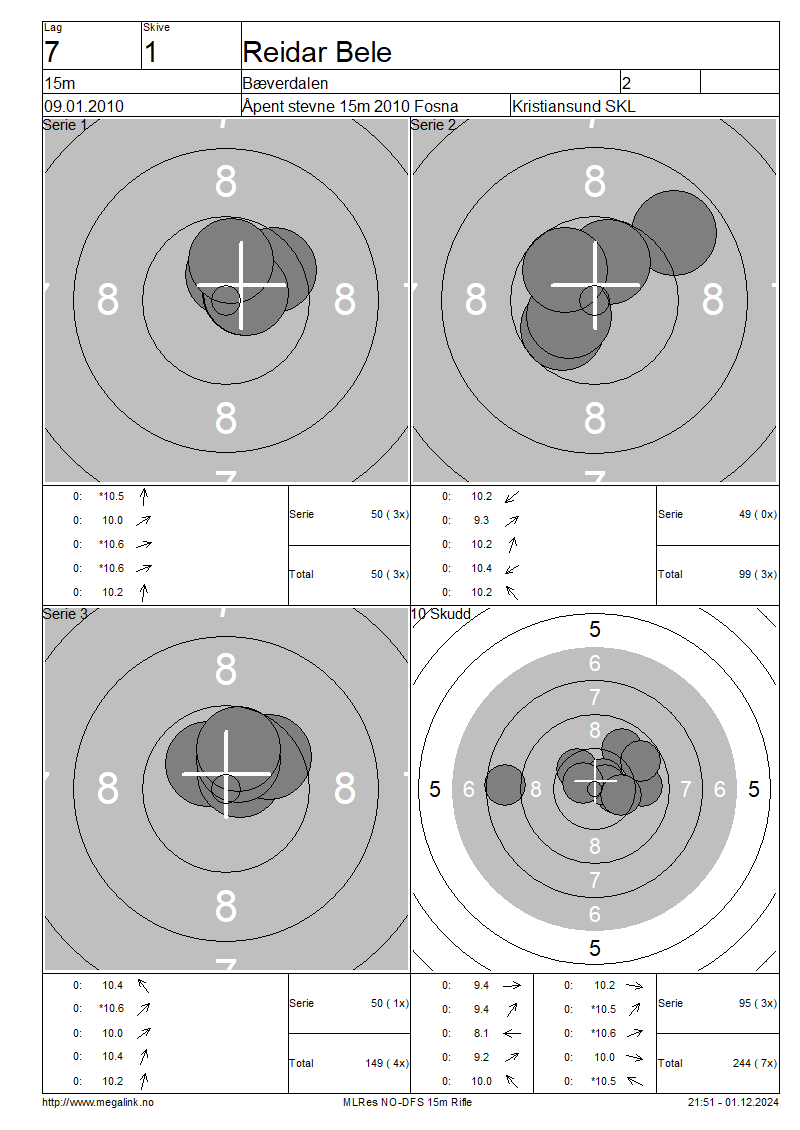 Lag
Skive
7
1
Reidar Bele
15m
Bæverdalen
2
09.01.2010
Åpent stevne 15m 2010 Fosna
Kristiansund SKL
Serie 1
7
8
8 8
8
7
Serie 2
7
8
8 8
8
7
0: *10.5
0: 10.0
0: *10.6
0: *10.6
0: 10.2
Serie 50 ( 3x)
Total 50 ( 3x)
0: 10.2
0: 9.3
0: 10.2
0: 10.4
0: 10.2
Serie 49 ( 0x)
Total 99 ( 3x)
Serie 3
7
8
8 8
8
7
10 Skudd
5
6
7
8
5 6 8 7 6 5
8
7
6
5
0: 10.4
0: *10.6
0: 10.0
0: 10.4
0: 10.2
Serie 50 ( 1x)
Total 149 ( 4x)
0: 9.4
0: 9.4
0: 8.1
0: 9.2
0: 10.0
0: 10.2
0: *10.5
0: *10.6
0: 10.0
0: *10.5
Serie 95 ( 3x)
Total 244 ( 7x)
http://www.megalink.no
MLRes NO-DFS 15m Rifle
21:51 - 01.12.2024